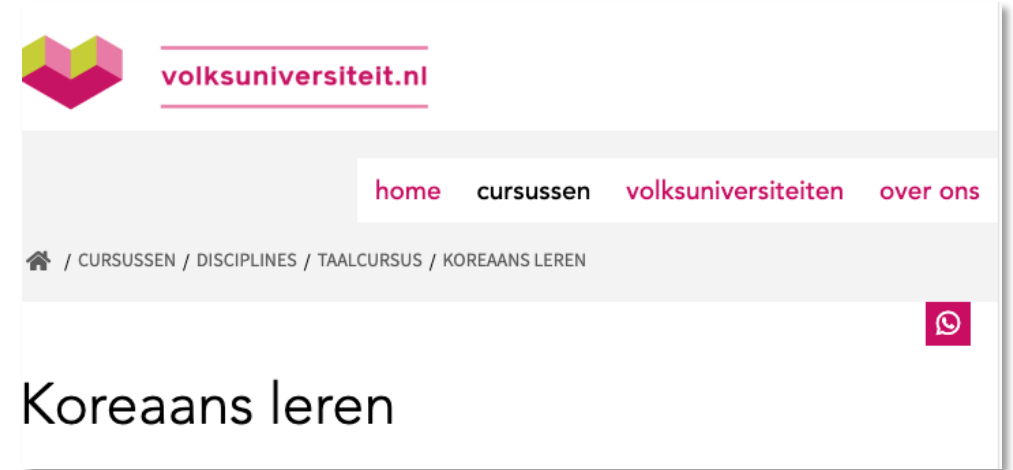 volksuniversiteit.nl
home cursussen volksuniversiteiten over ons
/ CURSUSSEN / DISCIPLINES / TAALCURSUS / KOREAANS LEREN
Koreaans leren